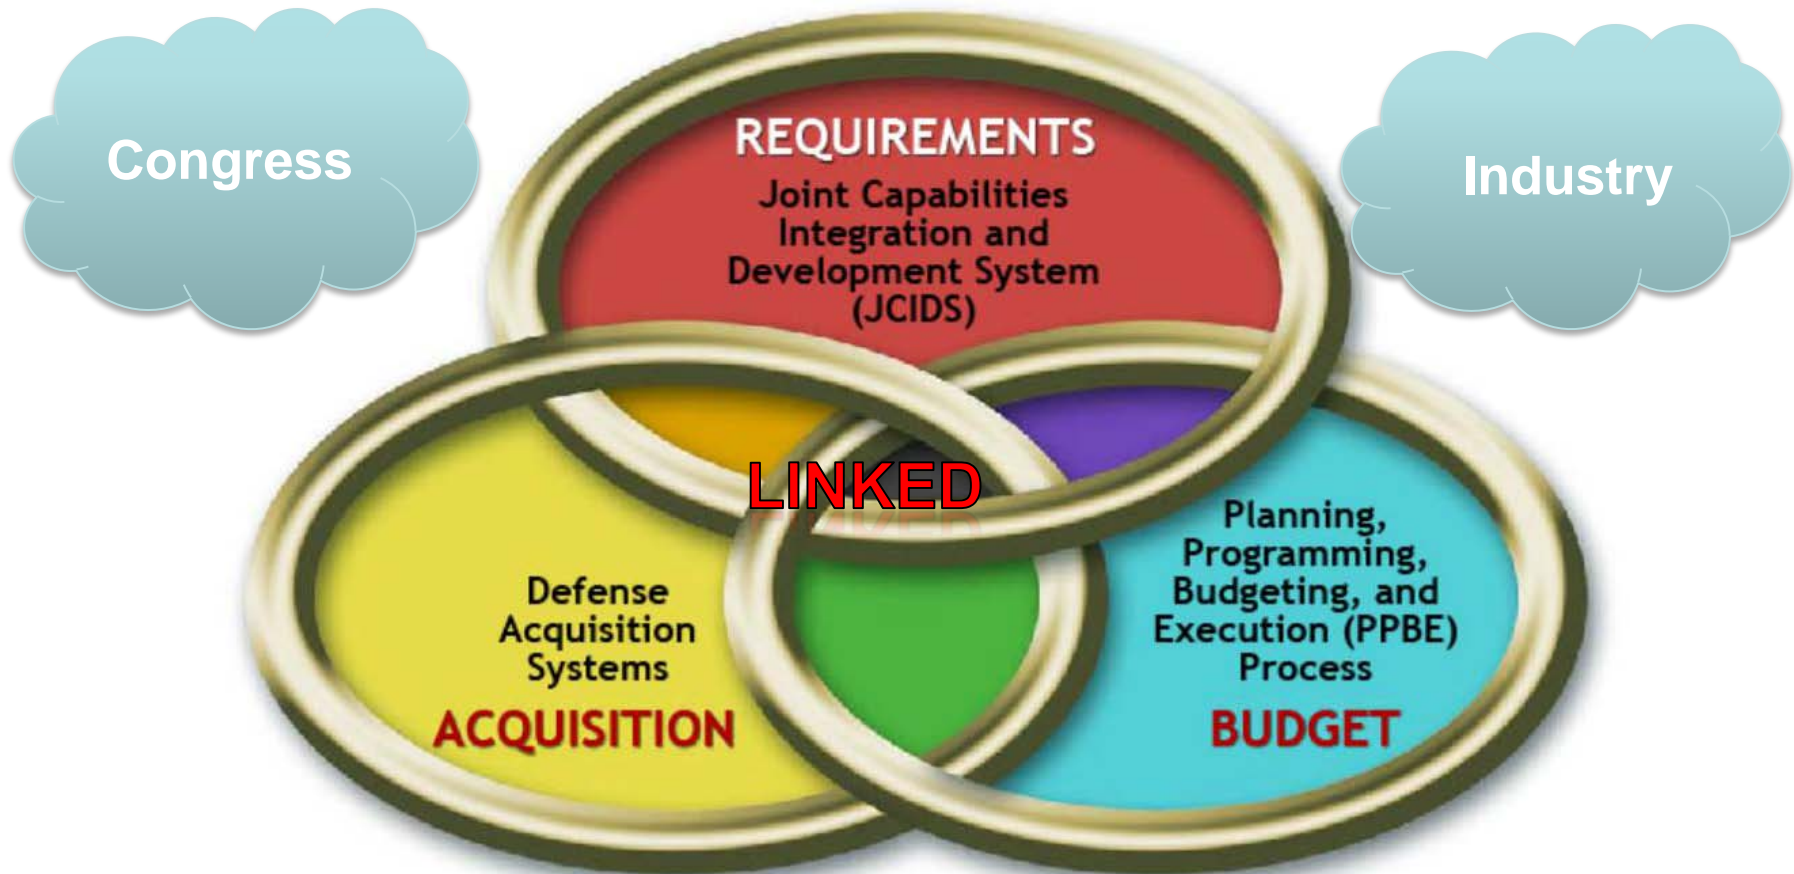 Congress
Industry
REQUIREMENTS
Joint Capabilities
Integration and
Development System
(JCIDS)
LINKED
Defense
Acquisition
Systems
ACQUISITION
Planning,
Programming,
Budgeting, and
Execution (PPBE)
Process
BUDGET